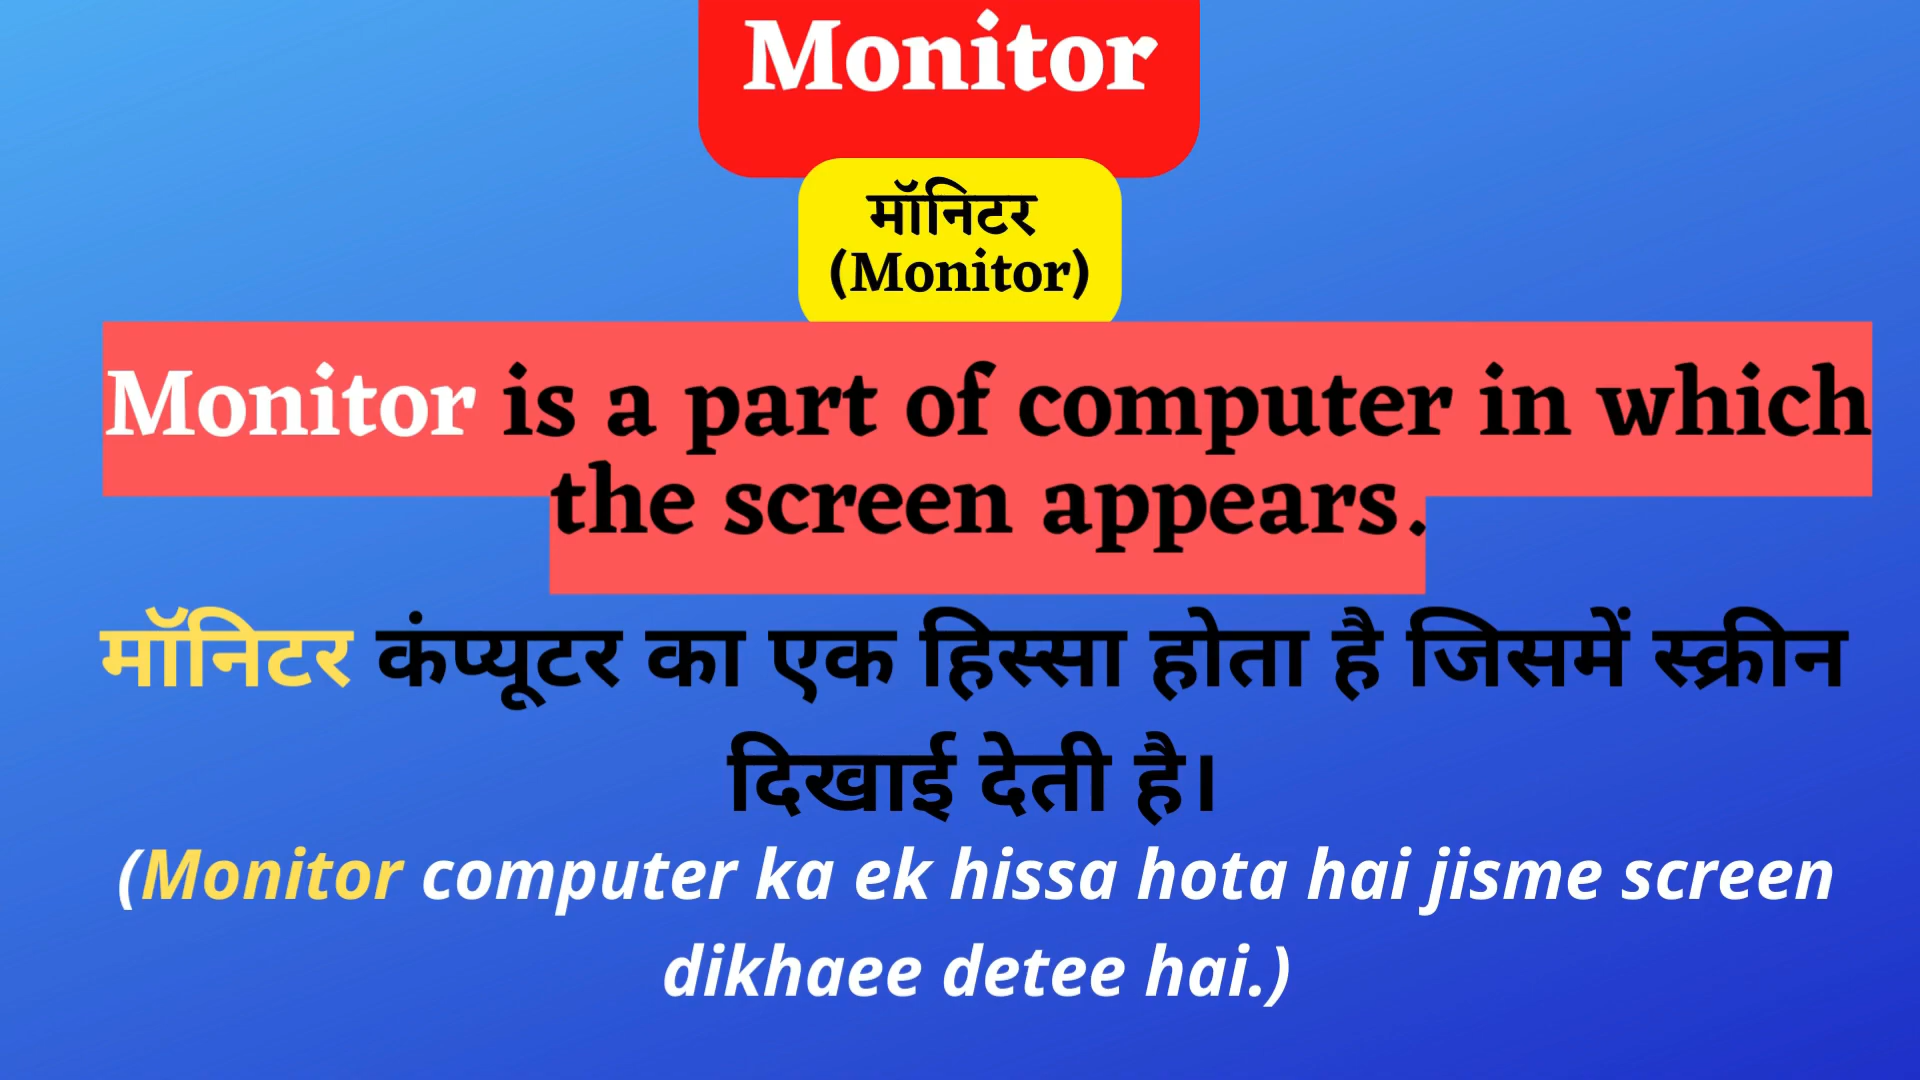 Monitor
मॉनिटर
(Monitor)
Monitor is a part of computer in which
the screen appears.
मॉनिटर कंप्यूटर का एक हिस्सा होता है जिसमें स्क्रीन
दिखाई देती है।
(Monitor computer ka ek hissa hota hai jisme screen
dikhaee detee hai.)